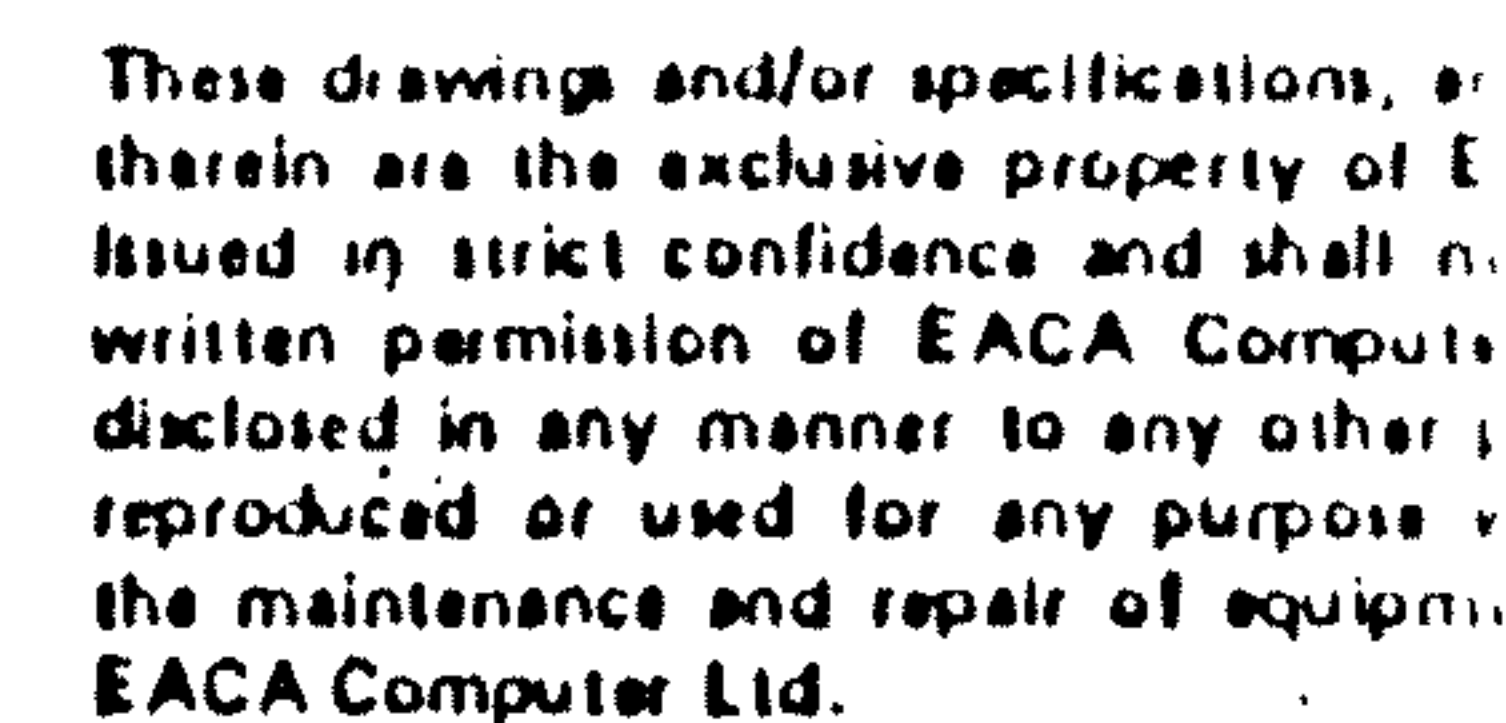 These drawings and/or specifications,
therein are the exclusive property of E
issued in strict confidence and shall
written permission of EACA Compute
disclosed in any manner to any other
reproduced or used for any purpose
the maintenance and repair of equipm
EACA Computer Ltd.